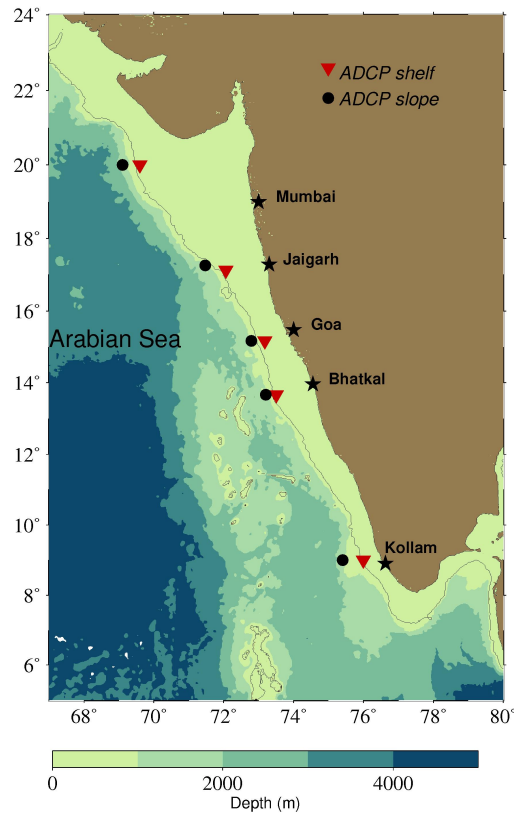 24°
22°
20°
18°
16°
14°
12°
10°
8°
6°
ADCP shelf
ADCP slope
Mumbai
Jaigarh
Goa
Arabian Sea
Bhatkal
Kollam
68° 70° 72° 74° 76° 78° 80°
0 2000 4000
Depth (m)